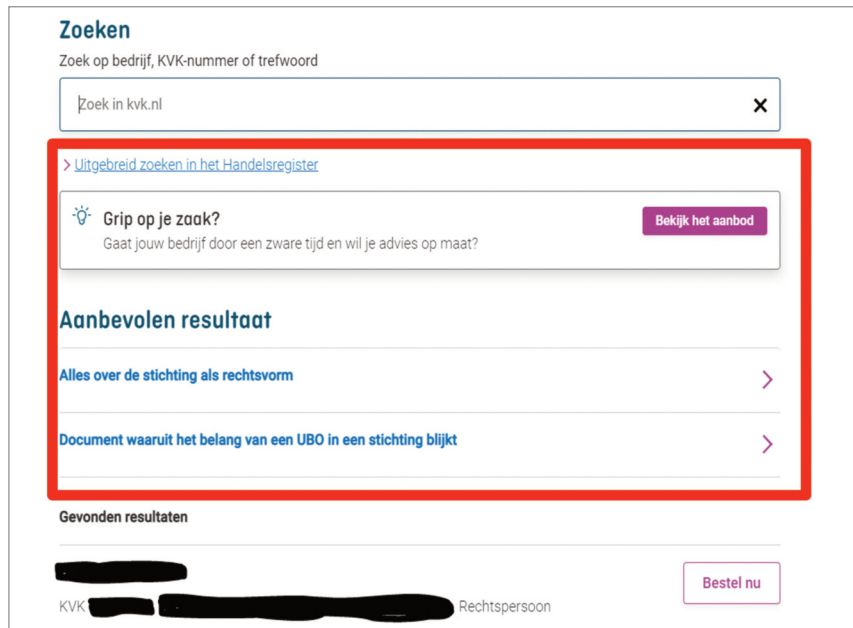 Zoeken
Zoek op bedrijf, KVK-nummer of trefwoord
Zoek in kvk.nl
Uitgebreid zoeken in het Handelsregister
Grip op je zaak?
Bekijk het aanbod
Gaat jouw bedrijf door een zware tijd en wil je advies op maat?
Aanbevolen resultaat
Alles over de stichting als rechtsvorm
Document waaruit het belang van een UBO in een stichting blijkt
Gevonden resultaten
Bestel nu
KVK Rechtspersoon